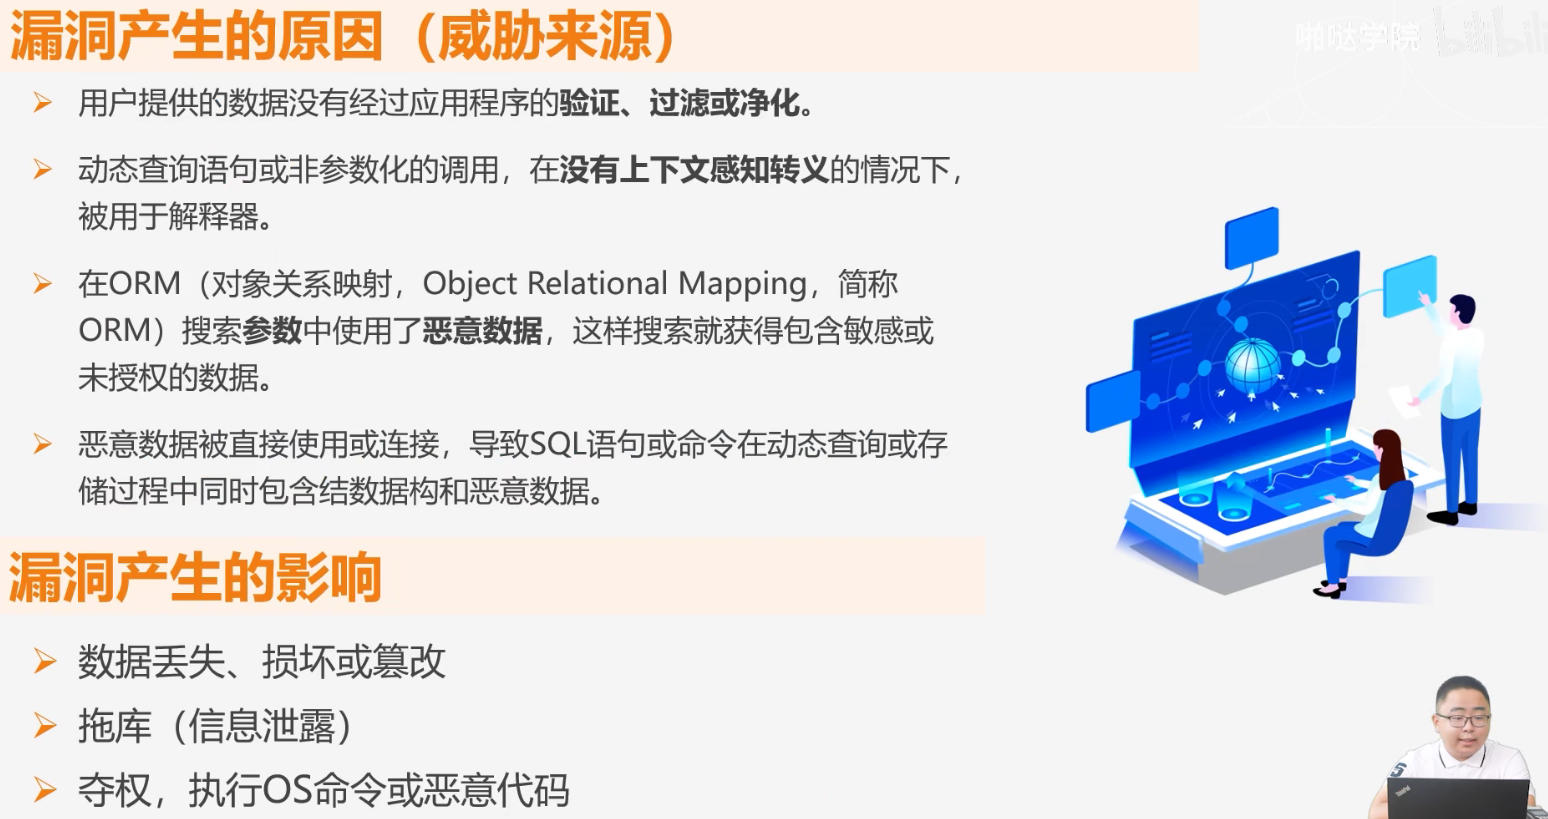 漏洞产生的原因（威胁来源）
啪哒学院 bilibili
用户提供的数据没有经过应用程序的验证、过滤或净化。
动态查询语句或非参数化的调用，在没有上下文感知转义的情况下，
被用于解释器。
在ORM（对象关系映射，Object Relational Mapping，简称
ORM）搜索参数中使用了恶意数据，这样搜索就获得包含敏感或
未授权的数据。
恶意数据被直接使用或连接，导致SQL语句或命令在动态查询或存
储过程中同时包含结数据构和恶意数据。
漏洞产生的影响
数据丢失、损坏或篡改
拖库（信息泄露）
夺权，执行OS命令或恶意代码
ThinkPad